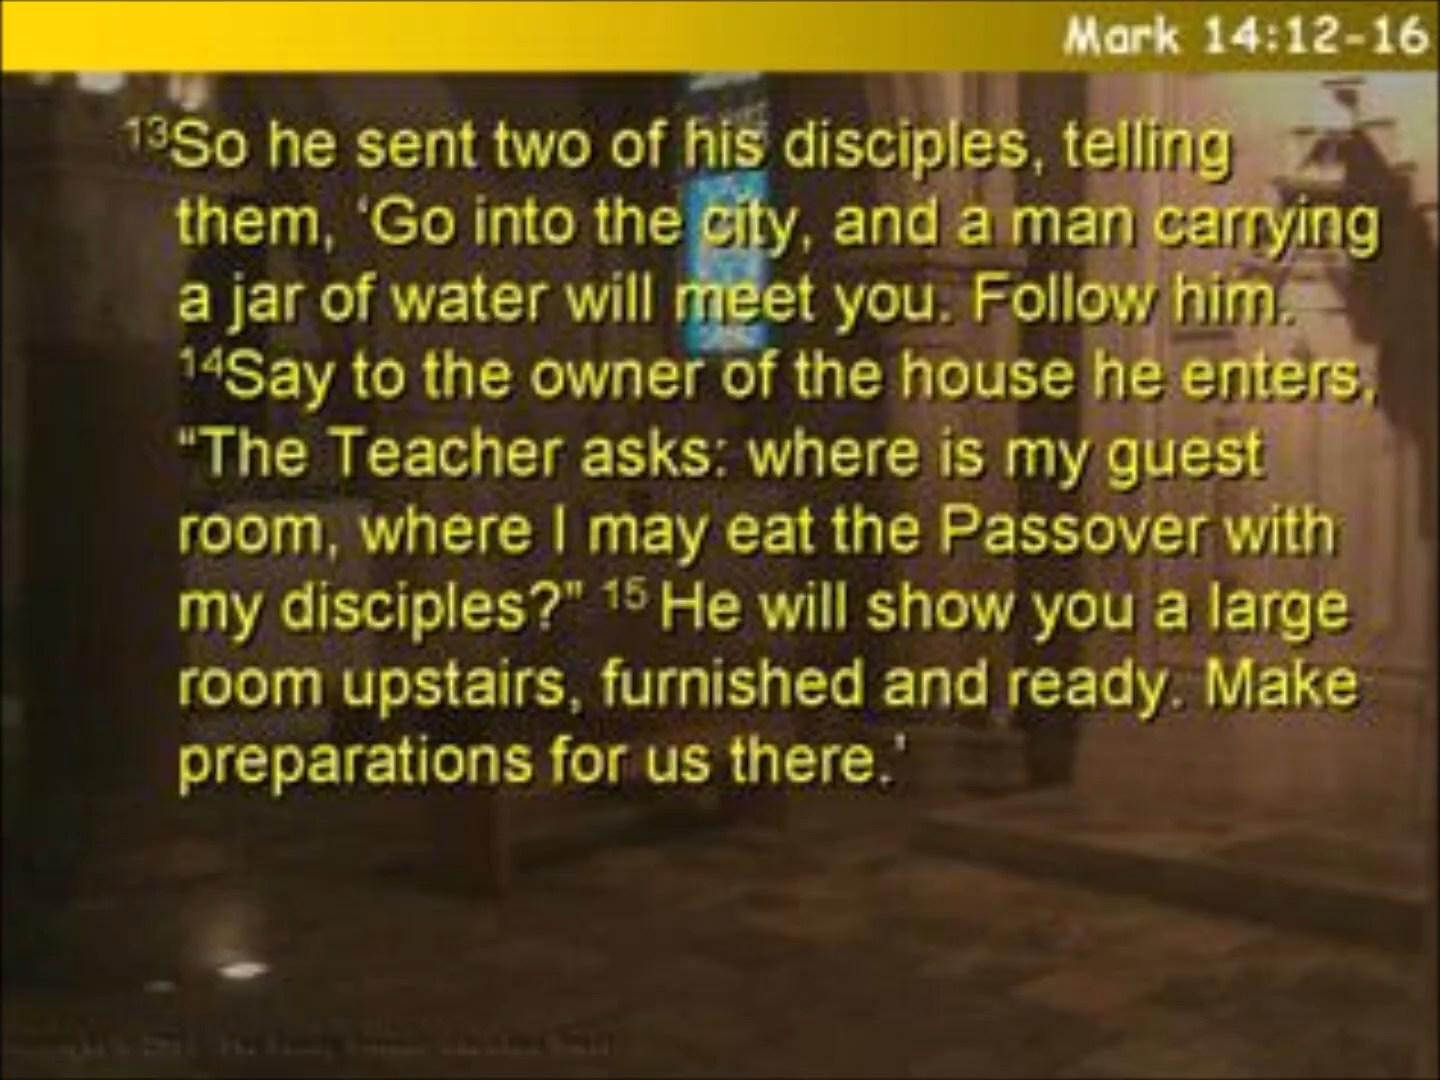 Mark 14:12-16
13So he sent two of his disciples, telling
them, ‘Go into the city, and a man carrying
a jar of water will meet you. Follow him.
14Say to the owner of the house he enters,
“The Teacher asks: where is my guest
room, where I may eat the Passover with
my disciples?” 15 He will show you a large
room upstairs, furnished and ready. Make
preparations for us there.’